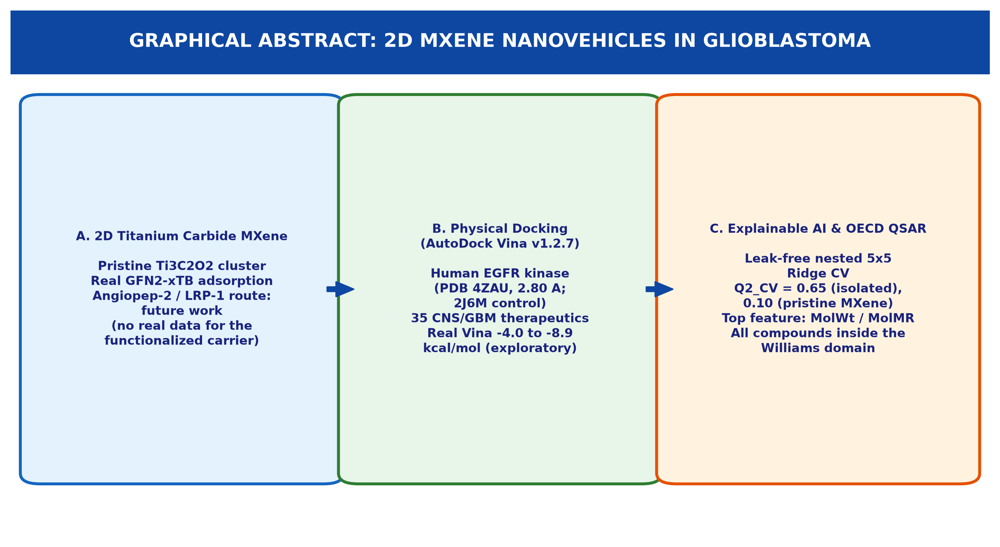 GRAPHICAL ABSTRACT: 2D MXENE NANOVEHICLES IN GLIOBLASTOMA
A. 2D Titanium Carbide MXene
Pristine Ti3C2O2 cluster
Real GFN2-xTB adsorption
Angiopep-2 / LRP-1 route:
future work
(no real data for the
functionalized carrier)
B. Physical Docking
(AutoDock Vina v1.2.7)
Human EGFR kinase
(PDB 4ZAU, 2.80 A;
2J6M control)
35 CNS/GBM therapeutics
Real Vina -4.0 to -8.9
kcal/mol (exploratory)
C. Explainable AI & OECD QSAR
Leak-free nested 5x5
Ridge CV
Q2_CV = 0.65 (isolated),
0.10 (pristine MXene)
Top feature: MolWt / MolMR
All compounds inside the
Williams domain